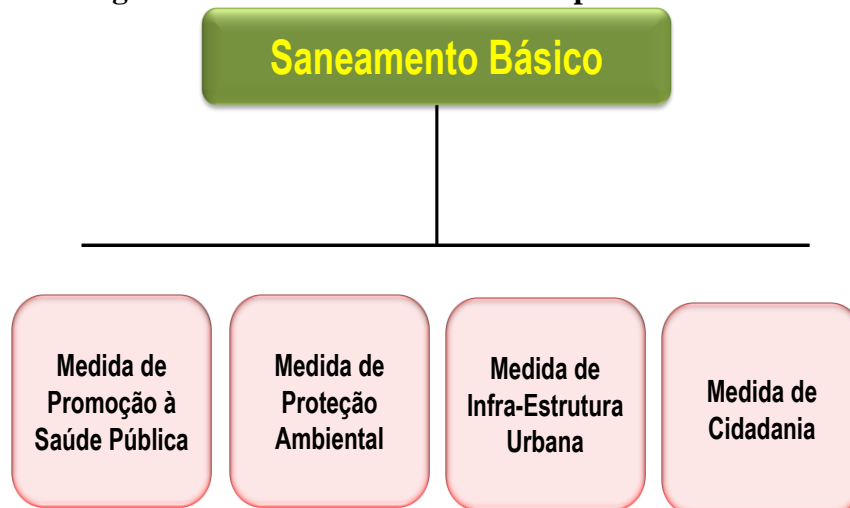 Saneamento Básico
Medida de
Promoção à
Saúde Pública
Medida de
Proteção
Ambiental
Medida de
Infra-Estrutura
Urbana
Medida de
Cidadania